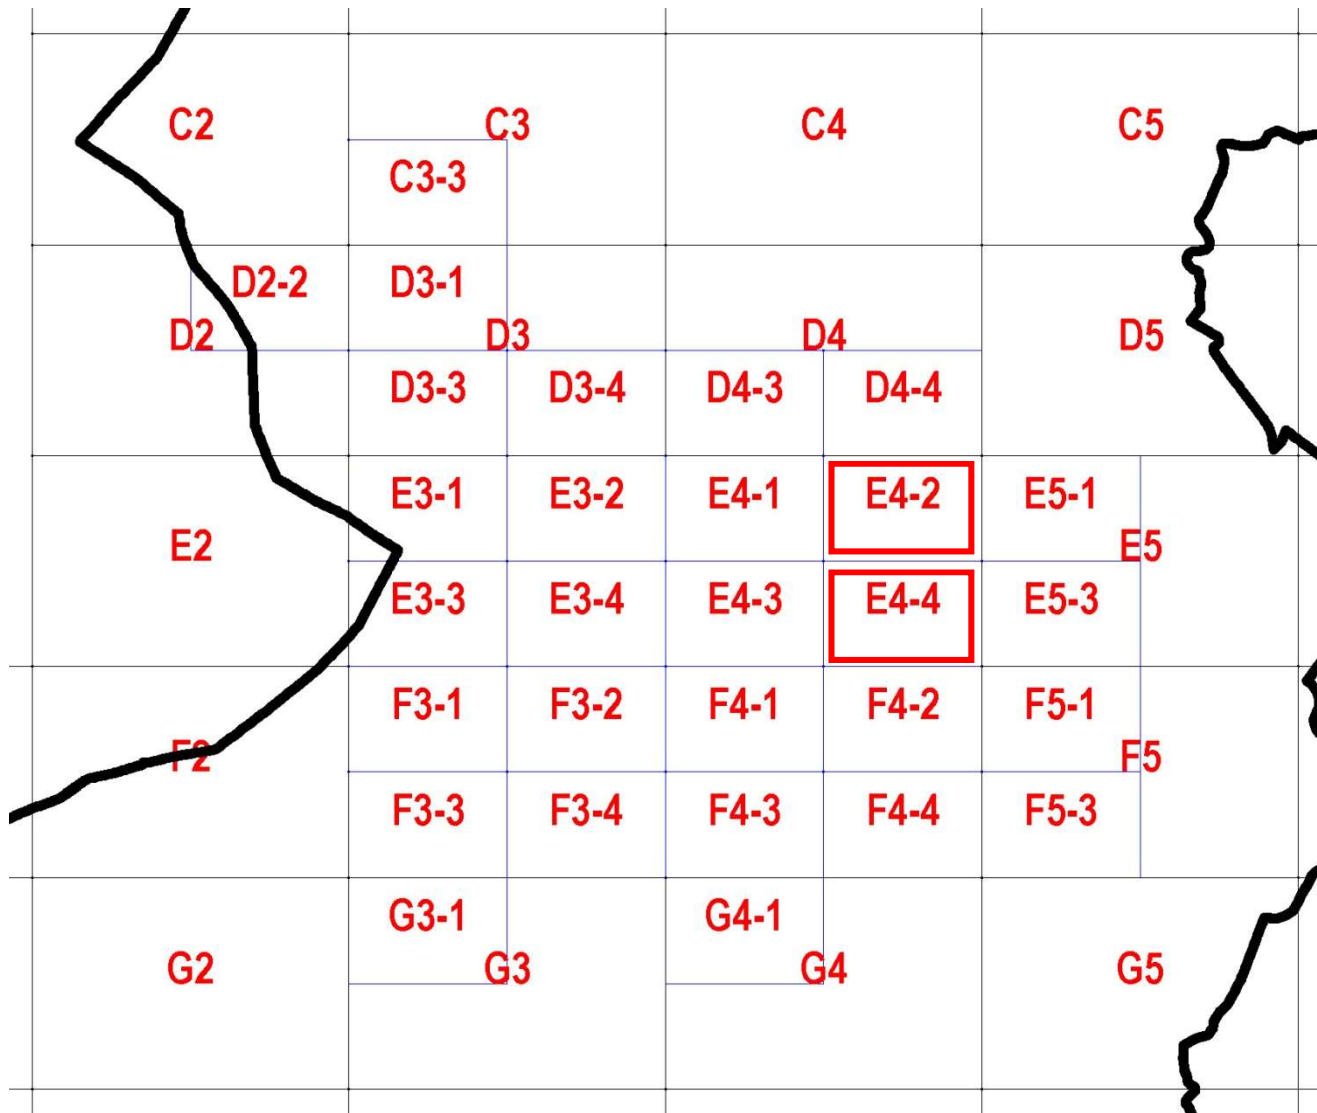 C2 C3 C4 C5
C3-3
D2-2 D3-1
D2 D3 D4 D5
D3-3 D3-4 D4-3 D4-4
E3-1 E3-2 E4-1 E4-2 E5-1
E2 E5
E3-3 E3-4 E4-3 E4-4 E5-3
F3-1 F3-2 F4-1 F4-2 F5-1
F2 F5
F3-3 F3-4 F4-3 F4-4 F5-3
G3-1 G4-1
G2 G3 G4 G5